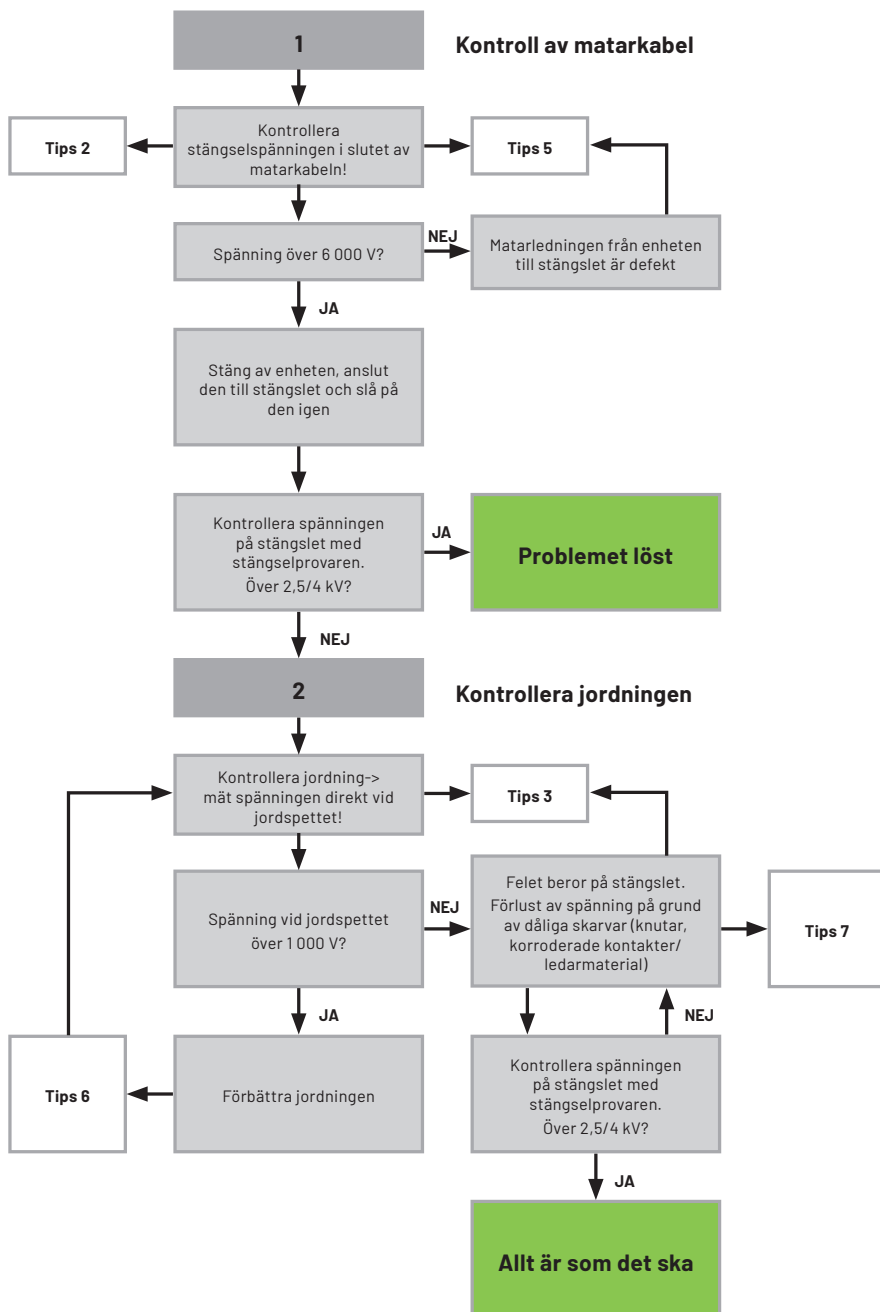 1
Kontroll av matarkabel
Kontrollera
stängselspänningen i slutet av
matarkabeln!
Tips 2
Tips 5
Spänning över 6 000 V?
NEJ
Matarledningen från enheten
till stängslet är defekt
JA
Stäng av enheten, anslut
den till stängslet och slå på
den igen
Kontrollera spänningen
på stängslet med
stängselprovaren.
Över 2,5/4 kV?
JA
Problemet löst
NEJ
2
Kontrollera jordningen
Kontrollera jordning->
mät spänningen direkt vid
jordspettet!
Tips 3
Spänning vid jordspettet
över 1 000 V?
NEJ
Felet beror på stängslet.
Förlust av spänning på grund
av dåliga skarvar (knutar,
korroderade kontakter/
ledarmaterial)
Tips 7
JA
NEJ
Tips 6
Förbättra jordningen
Kontrollera spänningen
på stängslet med
stängselprovaren.
Över 2,5/4 kV?
JA
Allt är som det ska